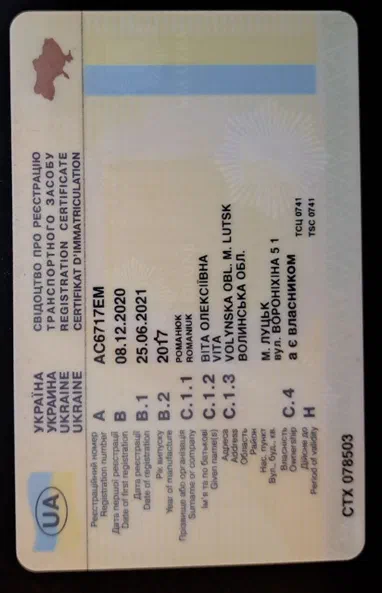 UA
УКРАЇНА
УКРАИНА
UKRAINE
UKRAINE
СВІДОЦТВО ПРО РЕЄСТРАЦІЮ
ТРАНСПОРТНОГО ЗАСОБУ
REGISTRATION CERTIFICATE
CERTIFICAT D'IMMATRICULATION
Реєстраційний номер
Registration number
A
AC6717EM
Дата першої реєстрації
Date of first registration
B
08.12.2020
Дата реєстрації
Date of registration
B.1
25.06.2021
Рік випуску
Year of manufacture
B.2
2017
Прізвище або організація
Surname or company
C.1.1
РОМАНЮК
ROMANIUK
Ім'я та по батькові
Given name(s)
C.1.2
ВІТА ОЛЕКСІЇВНА
VITA
Адреса
Address
C.1.3
VOLYNSKA OBL. M. LUTSK
Область
ВОЛИНСЬКА ОБЛ.
Район
Нас. пункт
М. ЛУЦЬК
Вул., буд., кв.
вул. ВОРОНІХІНА 5 1
Власність
Ownership
C.4
а є власником
Дійсне до
Period of validity
H
ТСЦ 0741
TSC 0741
CTX 078503